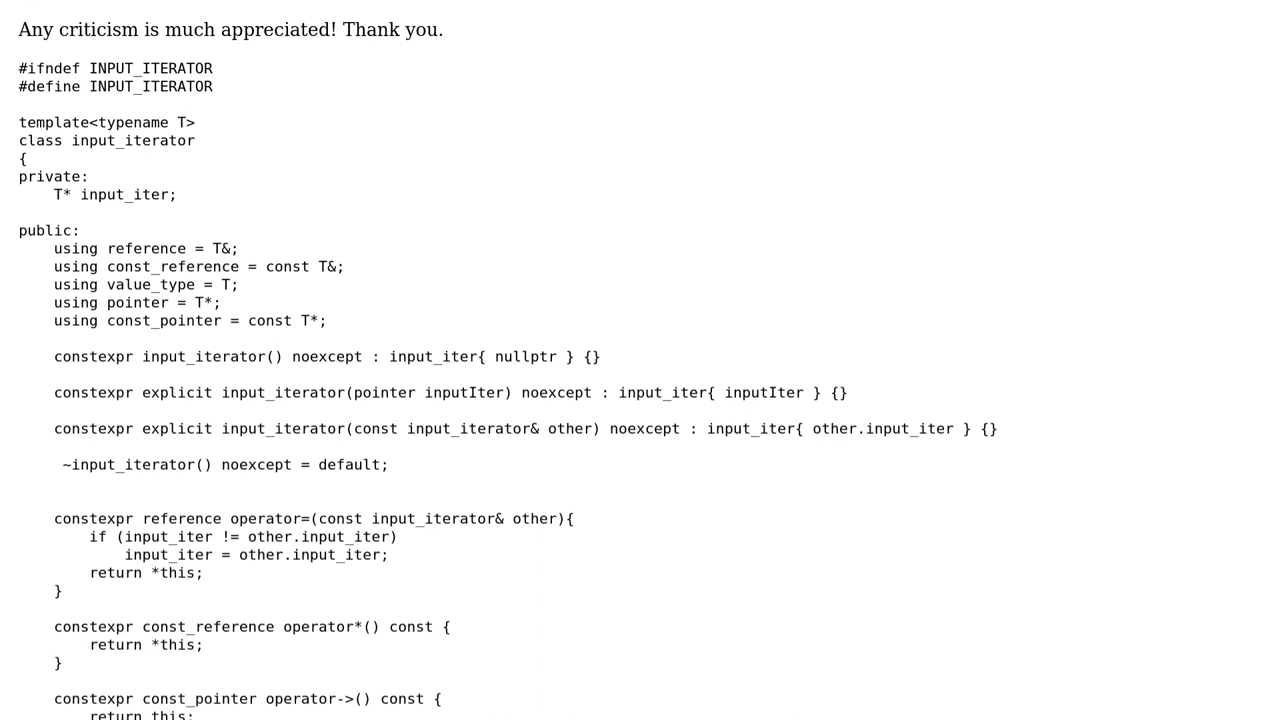 Any criticism is much appreciated! Thank you.
#ifndef INPUT_ITERATOR
#define INPUT_ITERATOR
template<typename T>
class input_iterator
{
private:
    T* input_iter;
public:
    using reference = T&;
    using const_reference = const T&;
    using value_type = T;
    using pointer = T*;
    using const_pointer = const T*;
    constexpr input_iterator() noexcept : input_iter{ nullptr } {}
    constexpr explicit input_iterator(pointer inputIter) noexcept : input_iter{ inputIter } {}
    constexpr explicit input_iterator(const input_iterator& other) noexcept : input_iter{ other.input_iter } {}
     ~input_iterator() noexcept = default;
    constexpr reference operator=(const input_iterator& other){
        if (input_iter != other.input_iter)
            input_iter = other.input_iter;
        return *this;
    }
    constexpr const_reference operator*() const {
        return *this;
    }
    constexpr const_pointer operator->() const {
        return this;